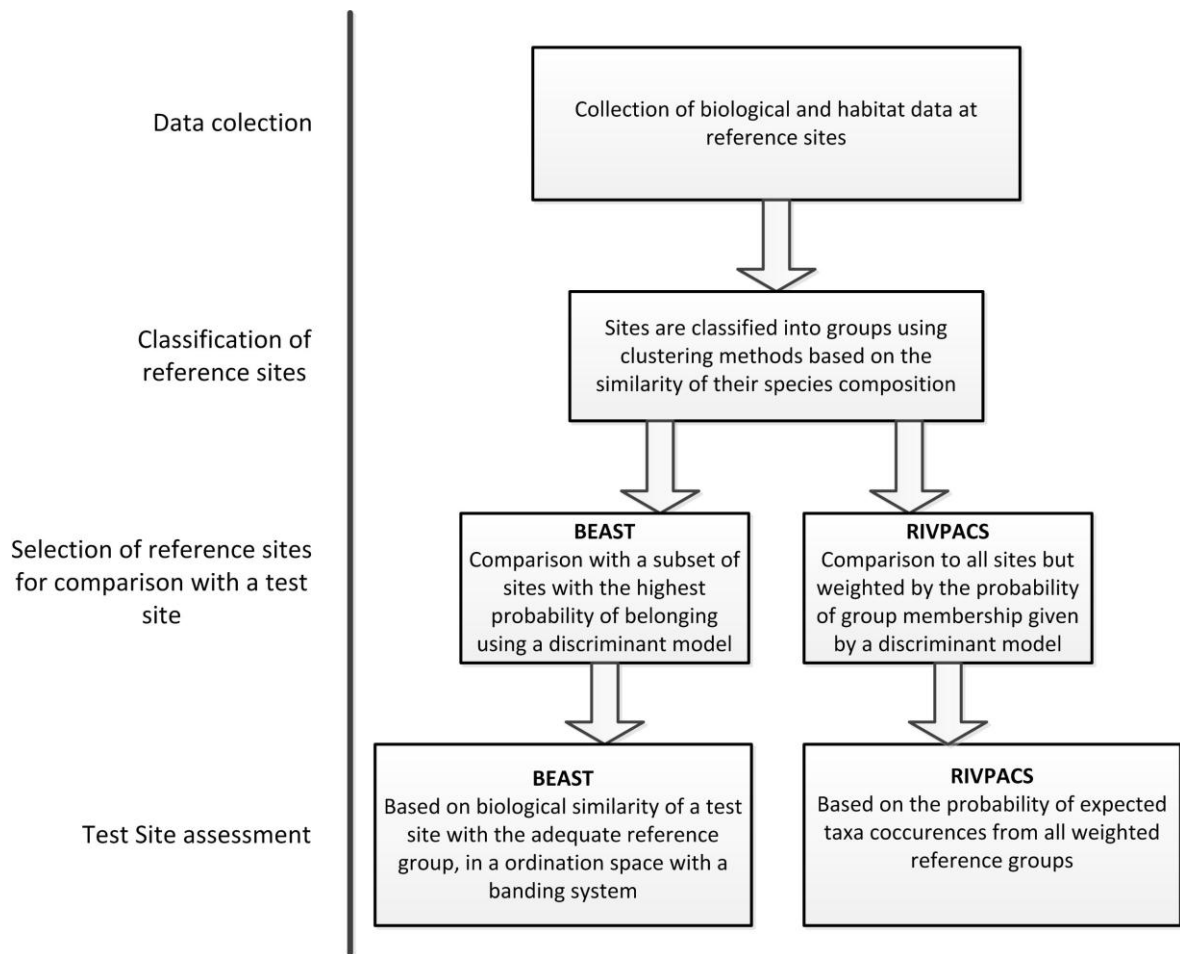 Data colection
Collection of biological and habitat data at
reference sites
Classification of
reference sites
Sites are classified into groups using
clustering methods based on the
similarity of their species composition
Selection of reference sites
for comparison with a test
site
BEAST
Comparison with a subset of
sites with the highest
probability of belonging
using a discriminant model
RIVPACS
Comparison to all sites but
weighted by the probability
of group membership given
by a discriminant model
Test Site assessment
BEAST
Based on biological similarity of a test
site with the adequate reference
group, in a ordination space with a
banding system
RIVPACS
Based on the probability of expected
taxa coccurences from all weighted
reference groups